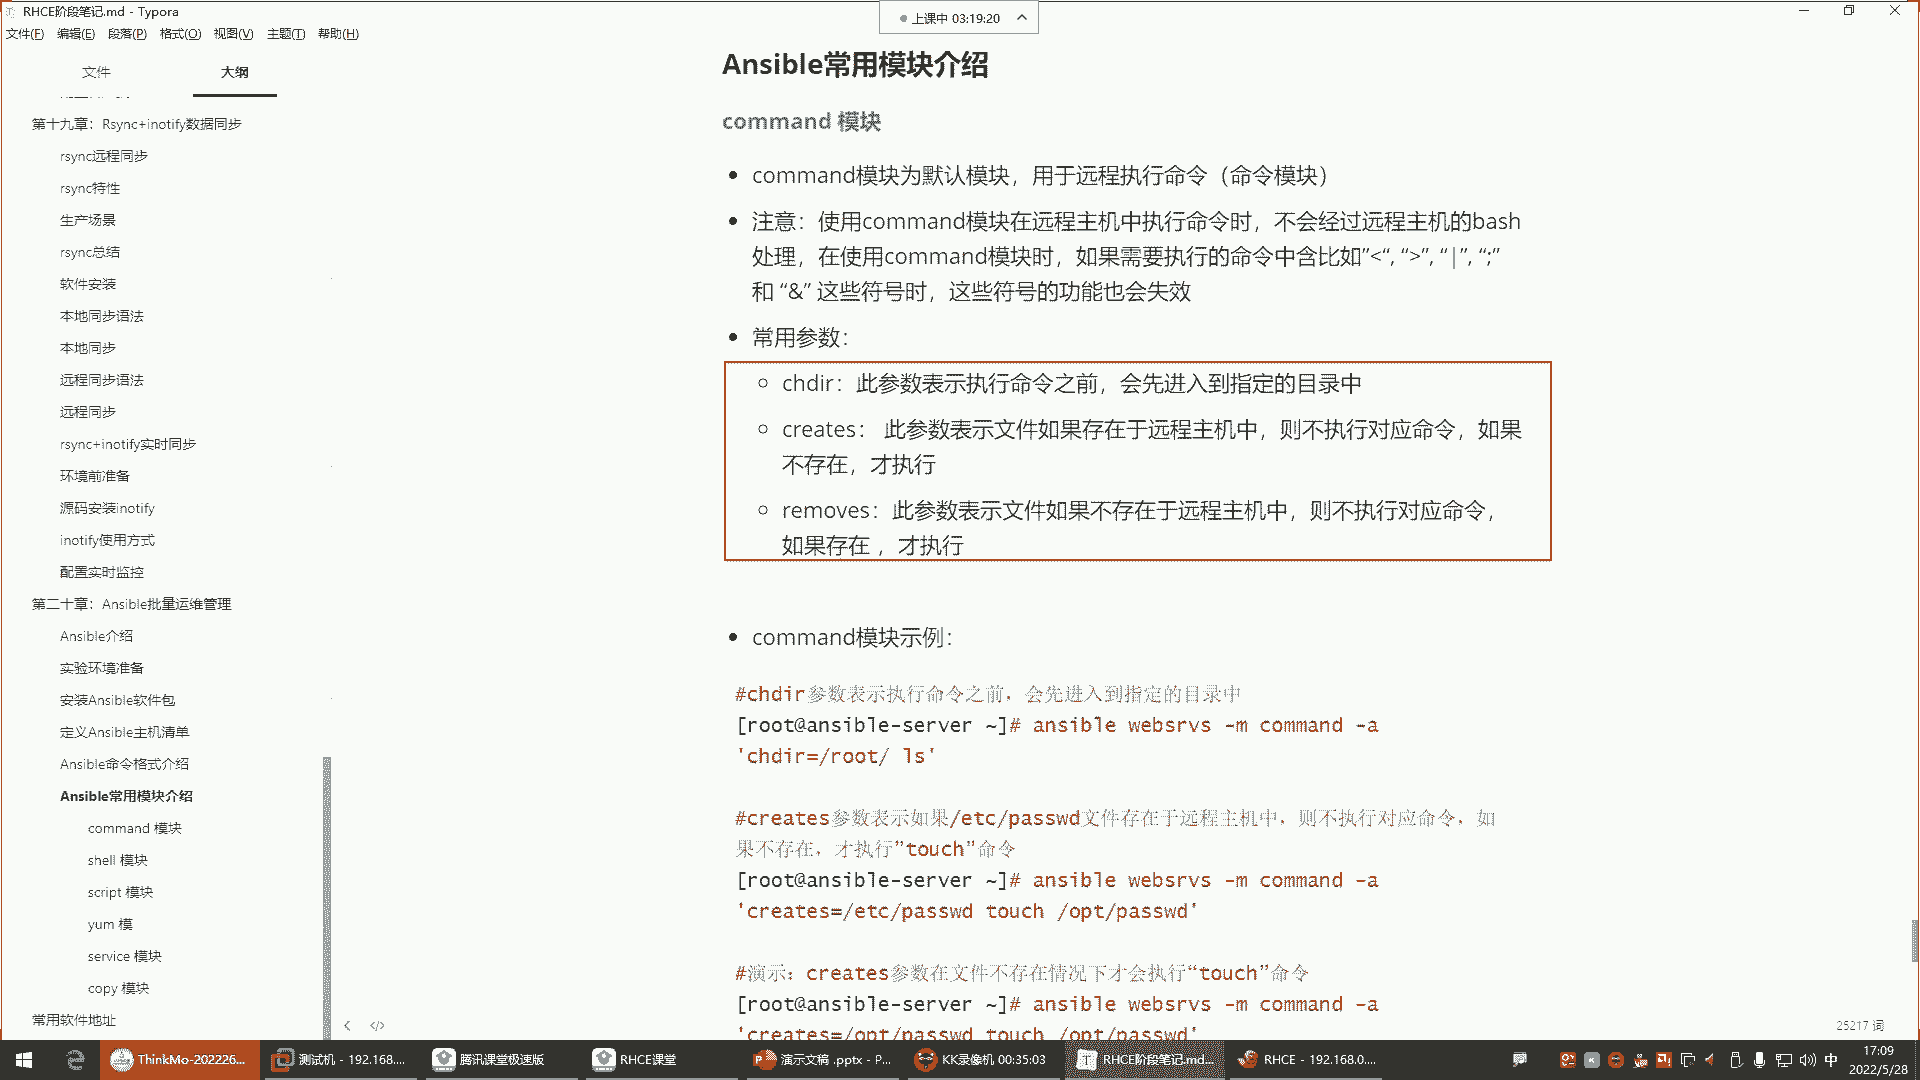 RHCE阶段笔记.md - Typora
上课中 03:19:20
文件(F) 编辑(E) 段落(P) 格式(O) 视图(V) 主题(T) 帮助(H)
文件
大纲
第十九章：Rsync+inotify数据同步
rsync远程同步
rsync特性
生产场景
rsync总结
软件安装
本地同步语法
本地同步
远程同步语法
远程同步
rsync+inotify实时同步
环境前准备
源码安装inotify
inotify使用方式
配置实时监控
第二十章：Ansible批量运维管理
Ansible介绍
实验环境准备
安装Ansible软件包
定义Ansible主机清单
Ansible命令格式介绍
Ansible常用模块介绍
command 模块
shell 模块
script 模块
yum 模
service 模块
copy 模块
常用软件地址
Ansible常用模块介绍
command 模块
command模块为默认模块，用于远程执行命令（命令模块）
注意：使用command模块在远程主机中执行命令时，不会经过远程主机的bash
处理，在使用command模块时，如果需要执行的命令中含比如”<“, “>”, “|”, “;”
和 “&” 这些符号时，这些符号的功能也会失效
常用参数：
chdir：此参数表示执行命令之前，会先进入到指定的目录中
creates： 此参数表示文件如果存在于远程主机中，则不执行对应命令，如果
不存在，才执行
removes：此参数表示文件如果不存在于远程主机中，则不执行对应命令，
如果存在 ，才执行
command模块示例：
#chdir参数表示执行命令之前，会先进入到指定的目录中
[root@ansible-server ~]# ansible websrvs -m command -a
'chdir=/root/ ls'
#creates参数表示如果/etc/passwd文件存在于远程主机中，则不执行对应命令，如
果不存在，才执行”touch”命令
[root@ansible-server ~]# ansible websrvs -m command -a
'creates=/etc/passwd touch /opt/passwd'
#演示：creates参数在文件不存在情况下才会执行“touch”命令
[root@ansible-server ~]# ansible websrvs -m command -a
'creates=/opt/passwd touch /opt/passwd'
25217 词
ThinkMo-202226...
测试机 - 192.168....
腾讯课堂极速版
RHCE课堂
演示文稿 .pptx - P...
KK录像机 00:35:03
RHCE阶段笔记.md...
RHCE - 192.168.0....
中
17:09
2022/5/28